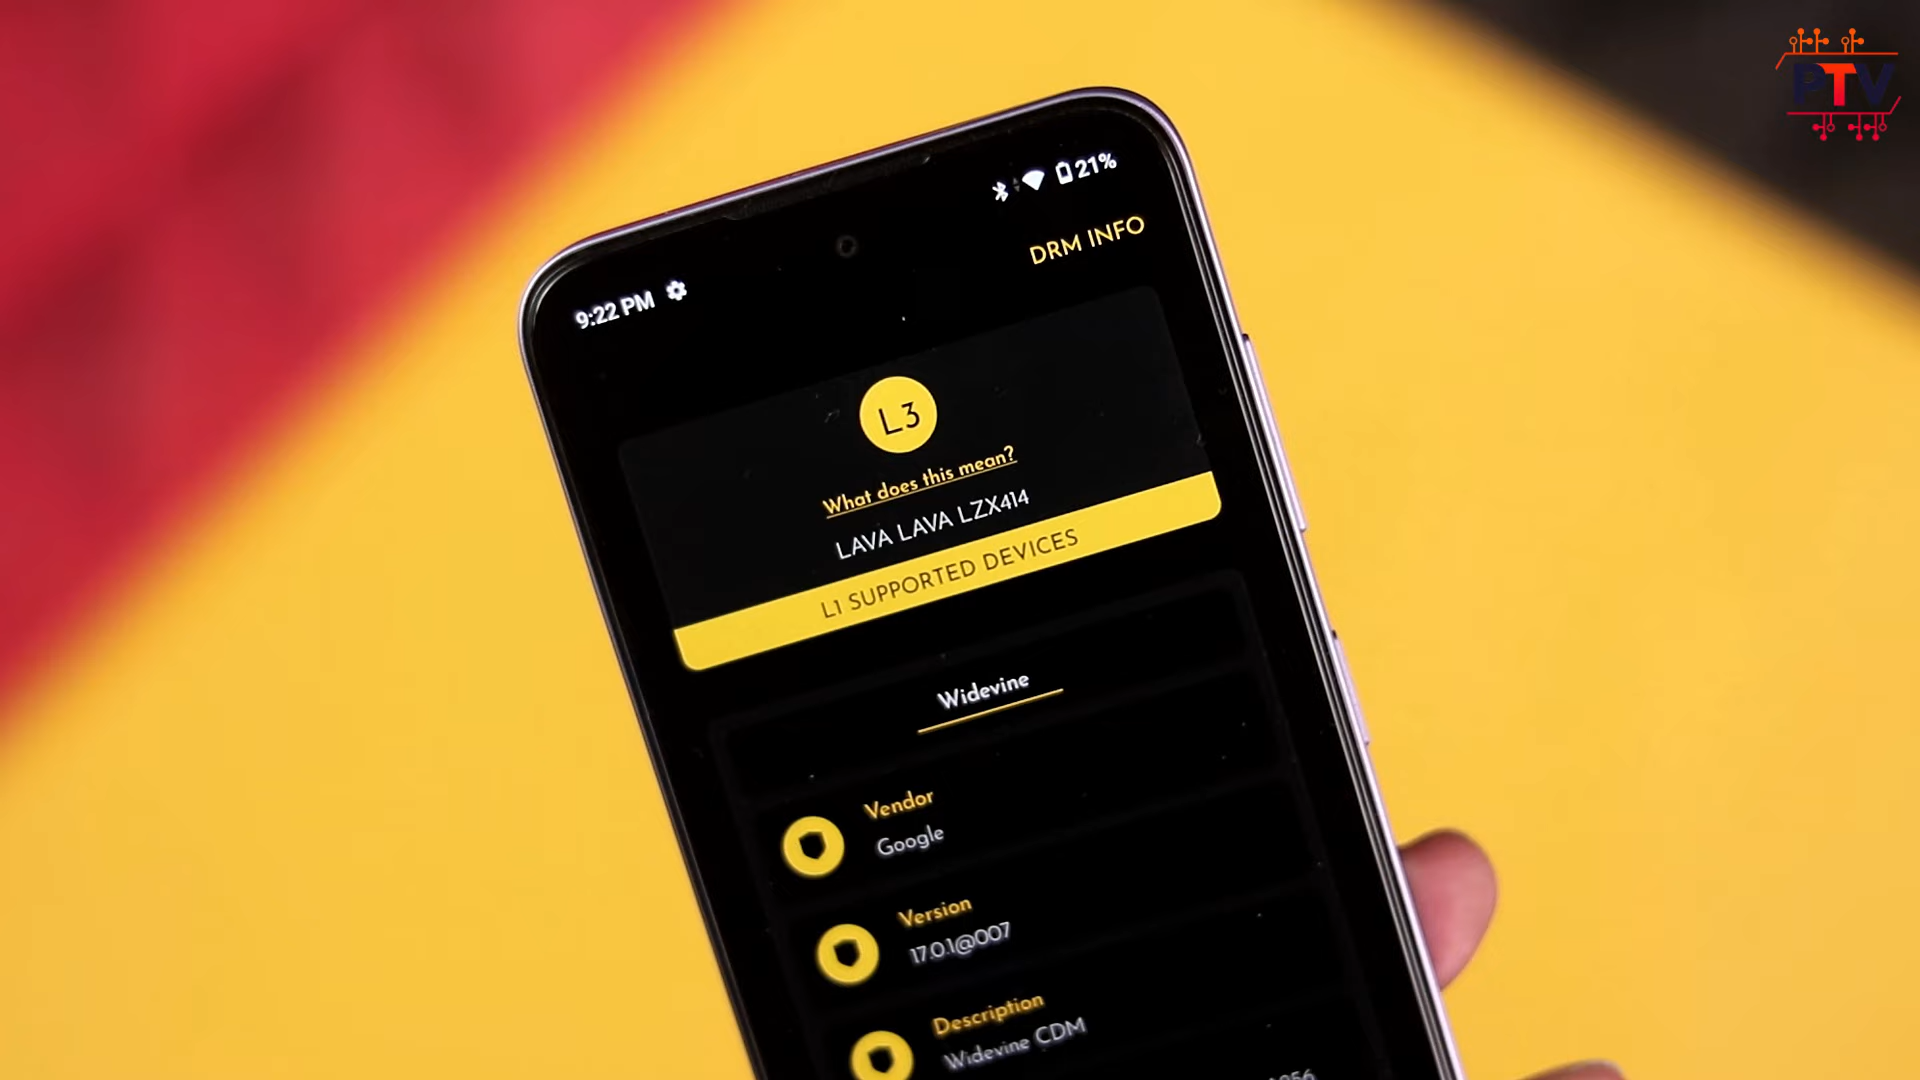 PTV
9:22 PM
21%
DRM INFO
L3
What does this mean?
LAVA LAVA LZX414
L1 SUPPORTED DEVICES
Widevine
Vendor
Google
Version
17.0.1@007
Description
Widevine CDM